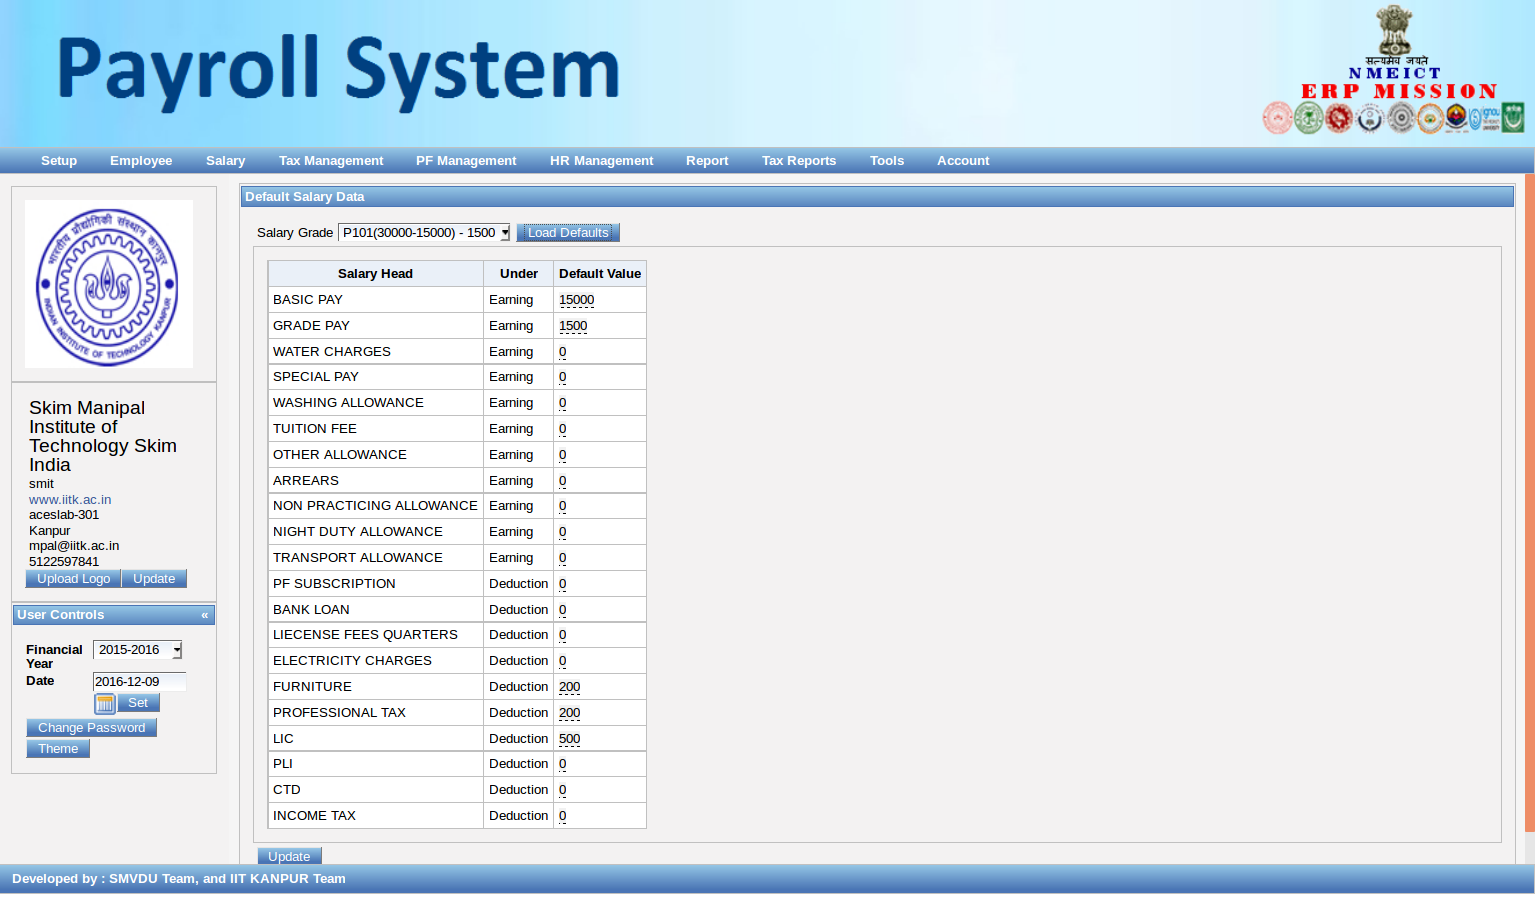 Payroll System
सत्यमेव जयते
NMEICT
ERP MISSION
Setup Employee Salary Tax Management PF Management HR Management Report Tax Reports Tools Account
भारतीय प्रौद्योगिकी संस्थान कानपुर
INDIAN INSTITUTE OF TECHNOLOGY KANPUR
Skim Manipal
Institute of
Technology Skim
India
smit
www.iitk.ac.in
aceslab-301
Kanpur
mpal@iitk.ac.in
5122597841
Upload Logo Update
User Controls «
Financial Year 2015-2016
Date 2016-12-09
Set
Change Password
Theme
Default Salary Data
Salary Grade P101(30000-15000) - 1500 Load Defaults
Salary Head Under Default Value
BASIC PAY Earning 15000
GRADE PAY Earning 1500
WATER CHARGES Earning 0
SPECIAL PAY Earning 0
WASHING ALLOWANCE Earning 0
TUITION FEE Earning 0
OTHER ALLOWANCE Earning 0
ARREARS Earning 0
NON PRACTICING ALLOWANCE Earning 0
NIGHT DUTY ALLOWANCE Earning 0
TRANSPORT ALLOWANCE Earning 0
PF SUBSCRIPTION Deduction 0
BANK LOAN Deduction 0
LIECENSE FEES QUARTERS Deduction 0
ELECTRICITY CHARGES Deduction 0
FURNITURE Deduction 200
PROFESSIONAL TAX Deduction 200
LIC Deduction 500
PLI Deduction 0
CTD Deduction 0
INCOME TAX Deduction 0
Update
Developed by : SMVDU Team, and IIT KANPUR Team